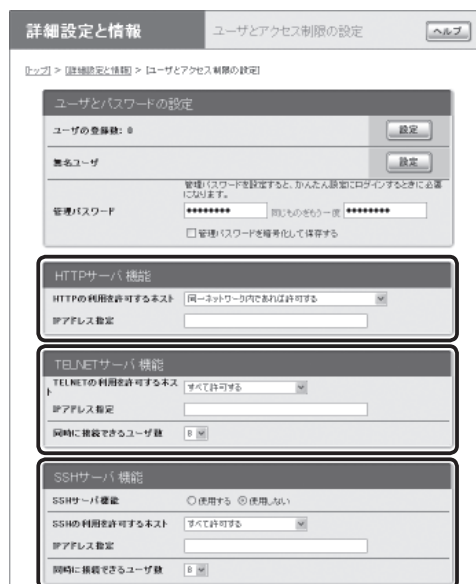 詳細設定と情報
ユーザとアクセス制限の設定
ヘルプ
[トップ] > [詳細設定と情報] > [ユーザとアクセス制限の設定]
ユーザとパスワードの設定
ユーザの登録数: 0
設定
無名ユーザ
設定
管理パスワードを設定すると、かんたん設定にログインするときに必要
になります。
管理パスワード ******** 同じものをもう一度 ********
管理パスワードを暗号化して保存する
HTTPサーバ機能
HTTPの利用を許可するホスト 同一ネットワーク内であれば許可する
IPアドレス指定
TELNETサーバ機能
TELNETの利用を許可するホス
ト すべて許可する
IPアドレス指定
同時に接続できるユーザ数 8
SSHサーバ機能
SSHサーバ機能 使用する 使用しない
SSHの利用を許可するホスト すべて許可する
IPアドレス指定
同時に接続できるユーザ数 8